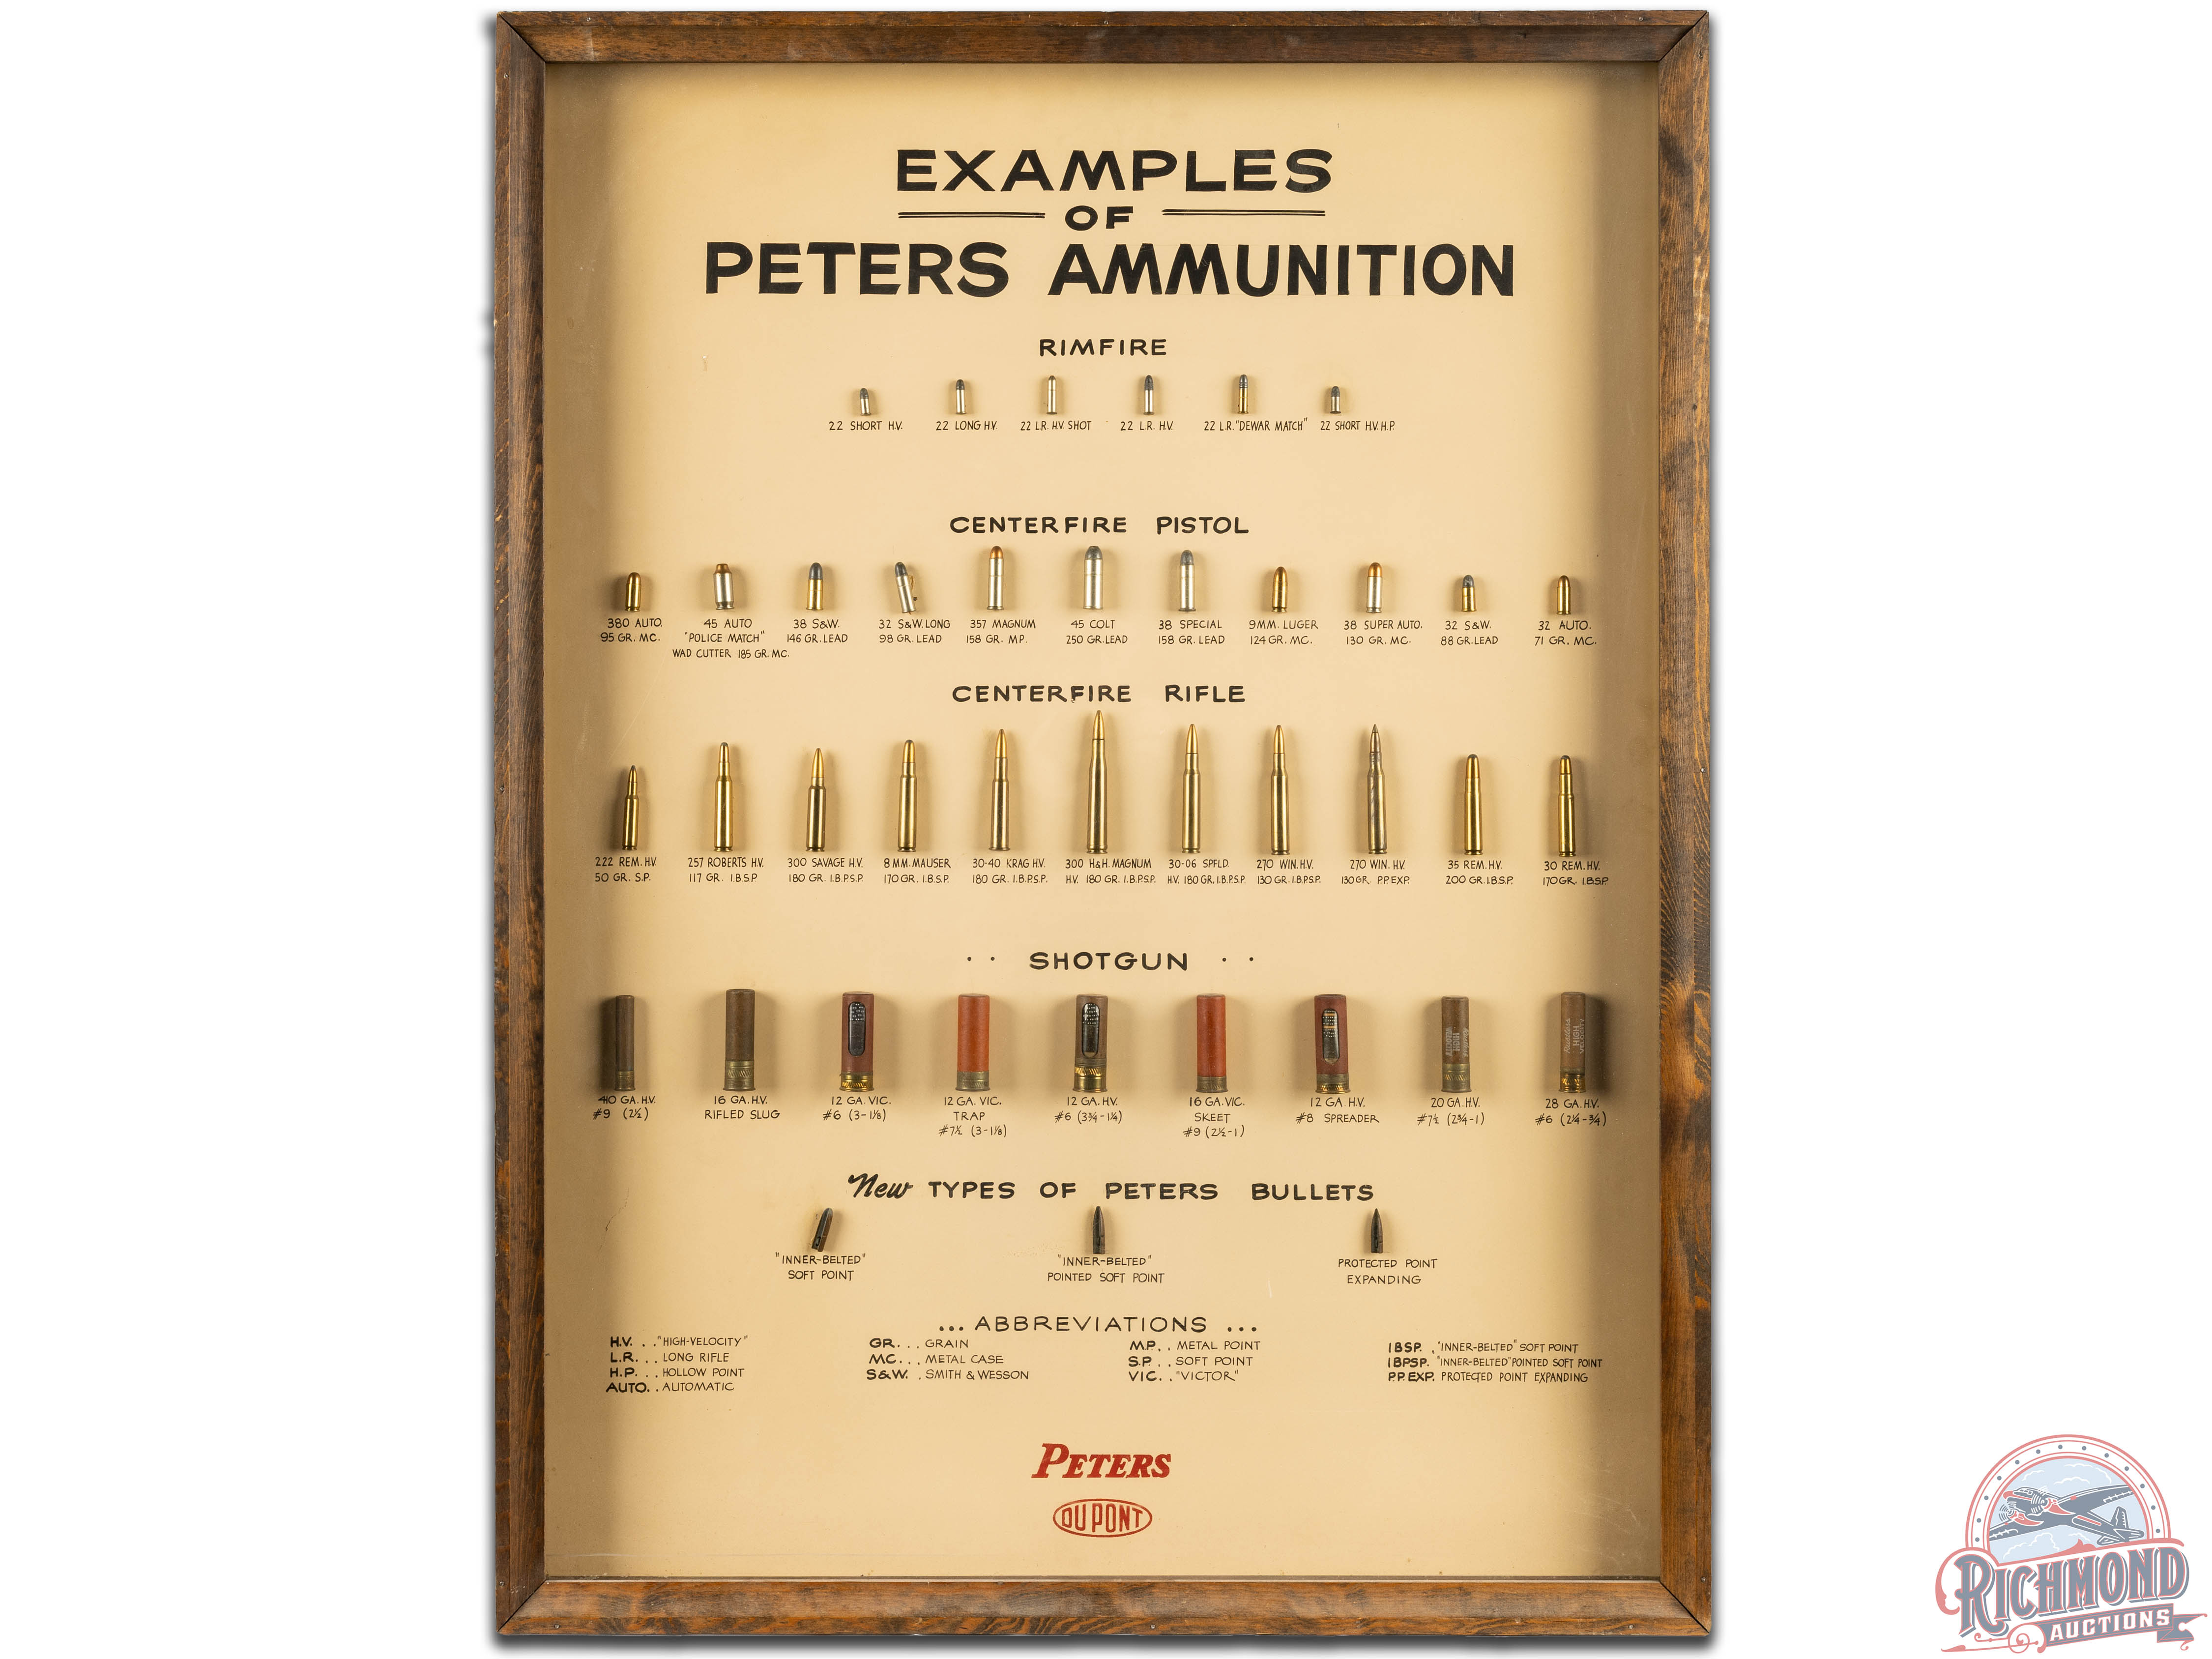 EXAMPLES
OF
PETERS AMMUNITION
RIMFIRE
22 SHORT H.V. 22 LONG H.V. 22 L.R. H.V. SHOT 22 L.R. H.V. 22 L.R. "DEWAR MATCH" 22 SHORT H.V. H.P.
CENTERFIRE PISTOL
380 AUTO. 45 AUTO 38 S&W. 32 S&W. LONG 357 MAGNUM 45 COLT 38 SPECIAL 9MM. LUGER 38 SUPER AUTO. 32 S&W. 32 AUTO.
95 GR. MC. "POLICE MATCH" 146 GR. LEAD 98 GR. LEAD 158 GR. MP. 250 GR. LEAD 158 GR. LEAD 124 GR. MC. 130 GR. MC. 88 GR. LEAD 71 GR. MC.
WAD CUTTER 185 GR. MC.
CENTERFIRE RIFLE
222 REM. H.V. 257 ROBERTS H.V. 300 SAVAGE H.V. 8 MM. MAUSER 30-40 KRAG H.V. 300 H&H. MAGNUM 30-06 SPFLD. 270 WIN. H.V. 270 WIN. H.V. 35 REM. H.V. 30 REM. H.V.
50 GR. S.P. 117 GR. I.B.S.P 180 GR. I.B.P.S.P. 170 GR. I.B.S.P. 180 GR. I.B.P.S.P. H.V. 180 GR. I.B.P.S.P. H.V. 180 GR. I.B.P.S.P. 130 GR. I.B.P.S.P. 130 GR. P.P. EXP. 200 GR. I.B.S.P. 170 GR. I.B.S.P
.. SHOTGUN ..
410 GA. H.V. 16 GA. H.V. 12 GA. VIC. 12 GA. VIC. 12 GA. H.V. 16 GA. VIC. 12 GA H.V. 20 GA. H.V. 28 GA. H.V.
#9 (2½) RIFLED SLUG #6 (3-1⅛) TRAP #6 (3¾-1¼) SKEET #8 SPREADER #7½ (2¾-1) #6 (2¼-¾)
#7½ (3-1⅛) #9 (2½-1)
New TYPES OF PETERS BULLETS
"INNER-BELTED" "INNER-BELTED" PROTECTED POINT
SOFT POINT POINTED SOFT POINT EXPANDING
... ABBREVIATIONS ...
H.V. . . "HIGH-VELOCITY" GR. . . GRAIN M.P. . . METAL POINT I B S P. . "INNER-BELTED" SOFT POINT
L.R. . . LONG RIFLE MC. . . METAL CASE S.P. . . SOFT POINT I B P S P. "INNER-BELTED" POINTED SOFT POINT
H.P. . . HOLLOW POINT S&W. . SMITH & WESSON VIC. . . "VICTOR" P.P. EXP. PROTECTED POINT EXPANDING
AUTO. . . AUTOMATIC
PETERS
DU PONT
RICHMOND
AUCTIONS